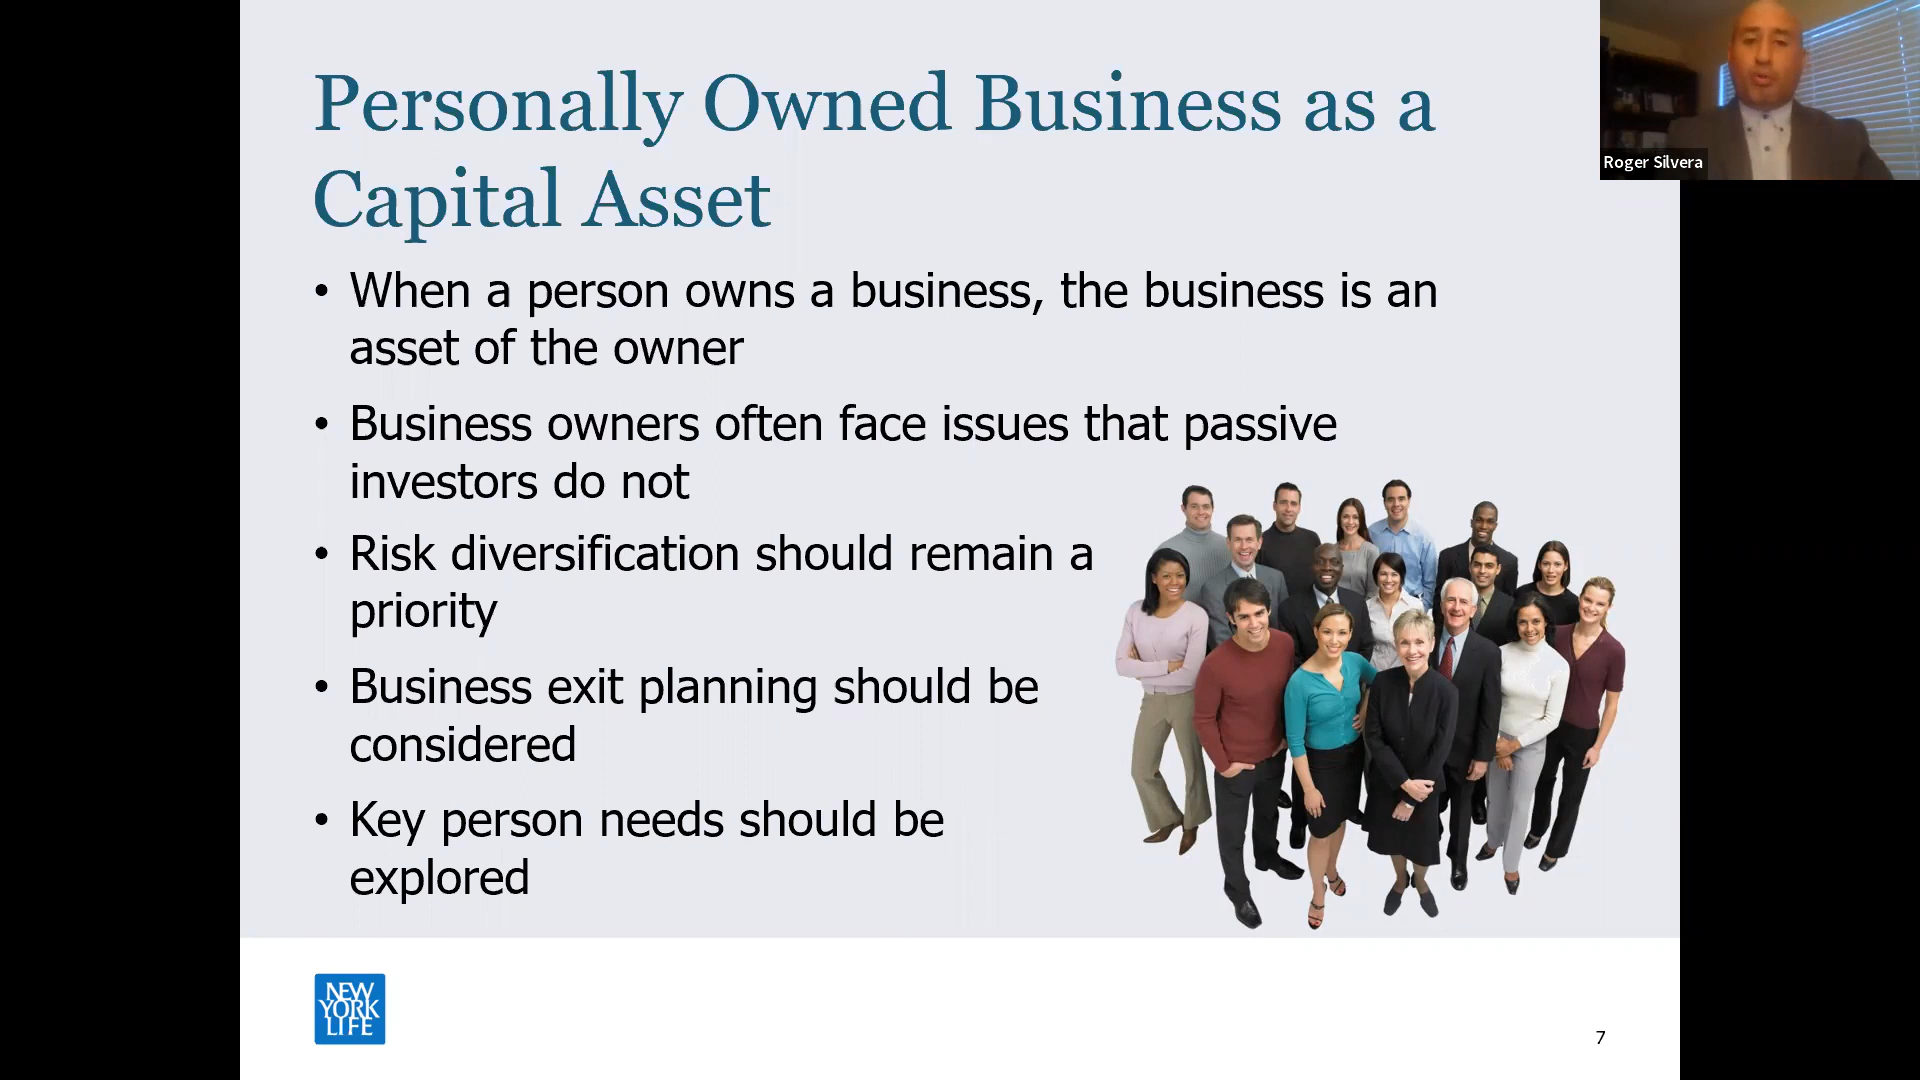 Personally Owned Business as a
Capital Asset
• When a person owns a business, the business is an
asset of the owner
• Business owners often face issues that passive
investors do not
• Risk diversification should remain a
priority
• Business exit planning should be
considered
• Key person needs should be
explored
NEW
YORK
LIFE
7
Roger Silvera